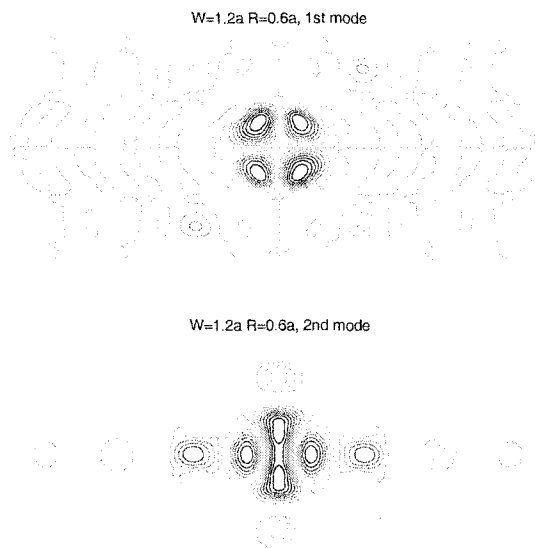 W=1.2a R=0.6a, 1st mode
W=1.2a R=0.6a, 2nd mode